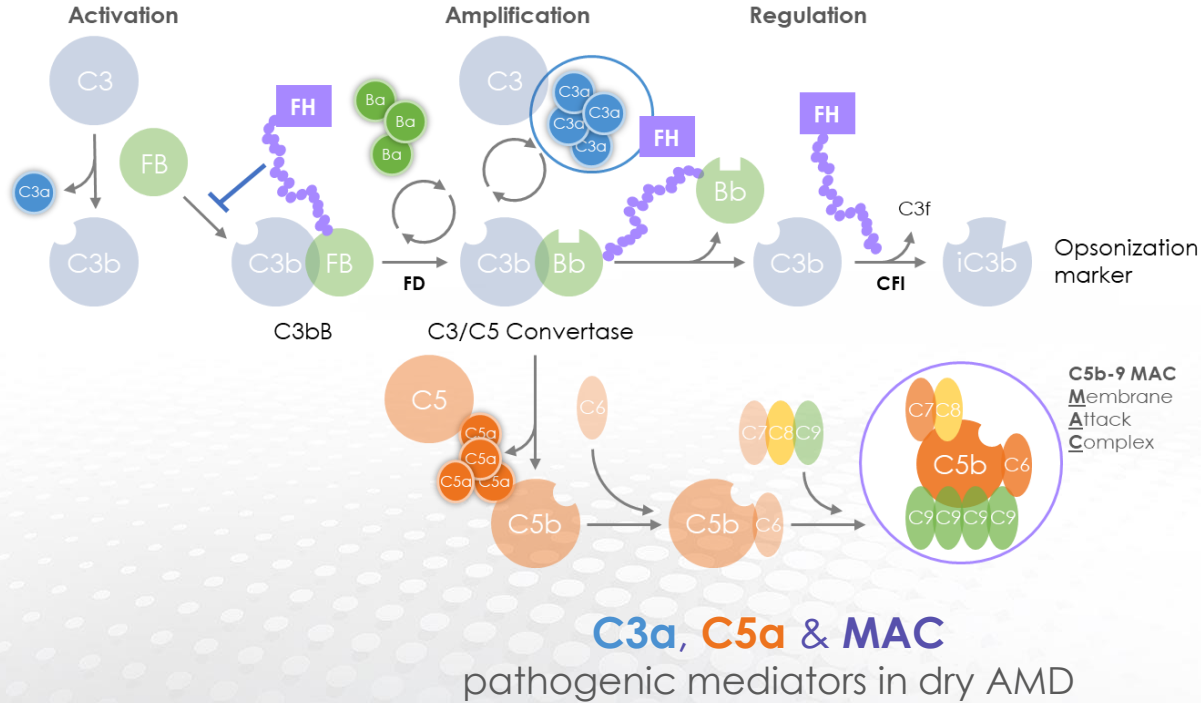 Activation
Amplification
Regulation
C3
FB
C3a
C3b
FH
C3b
FB
C3bB
Ba
Ba
Ba
FD
C3
C3a
C3a
C3a
C3a
FH
Bb
C3b
Bb
C3/C5 Convertase
C3b
FH
C3f
CFI
iC3b
Opsonization
marker
C5
C5a
C5a
C5a
C5a
C5b
C6
C5b
C6
C7
C8
C9
C7
C8
C5b
C6
C9
C9
C9
C9
C5b-9 MAC
Membrane
Attack
Complex
C3a, C5a & MAC
pathogenic mediators in dry AMD